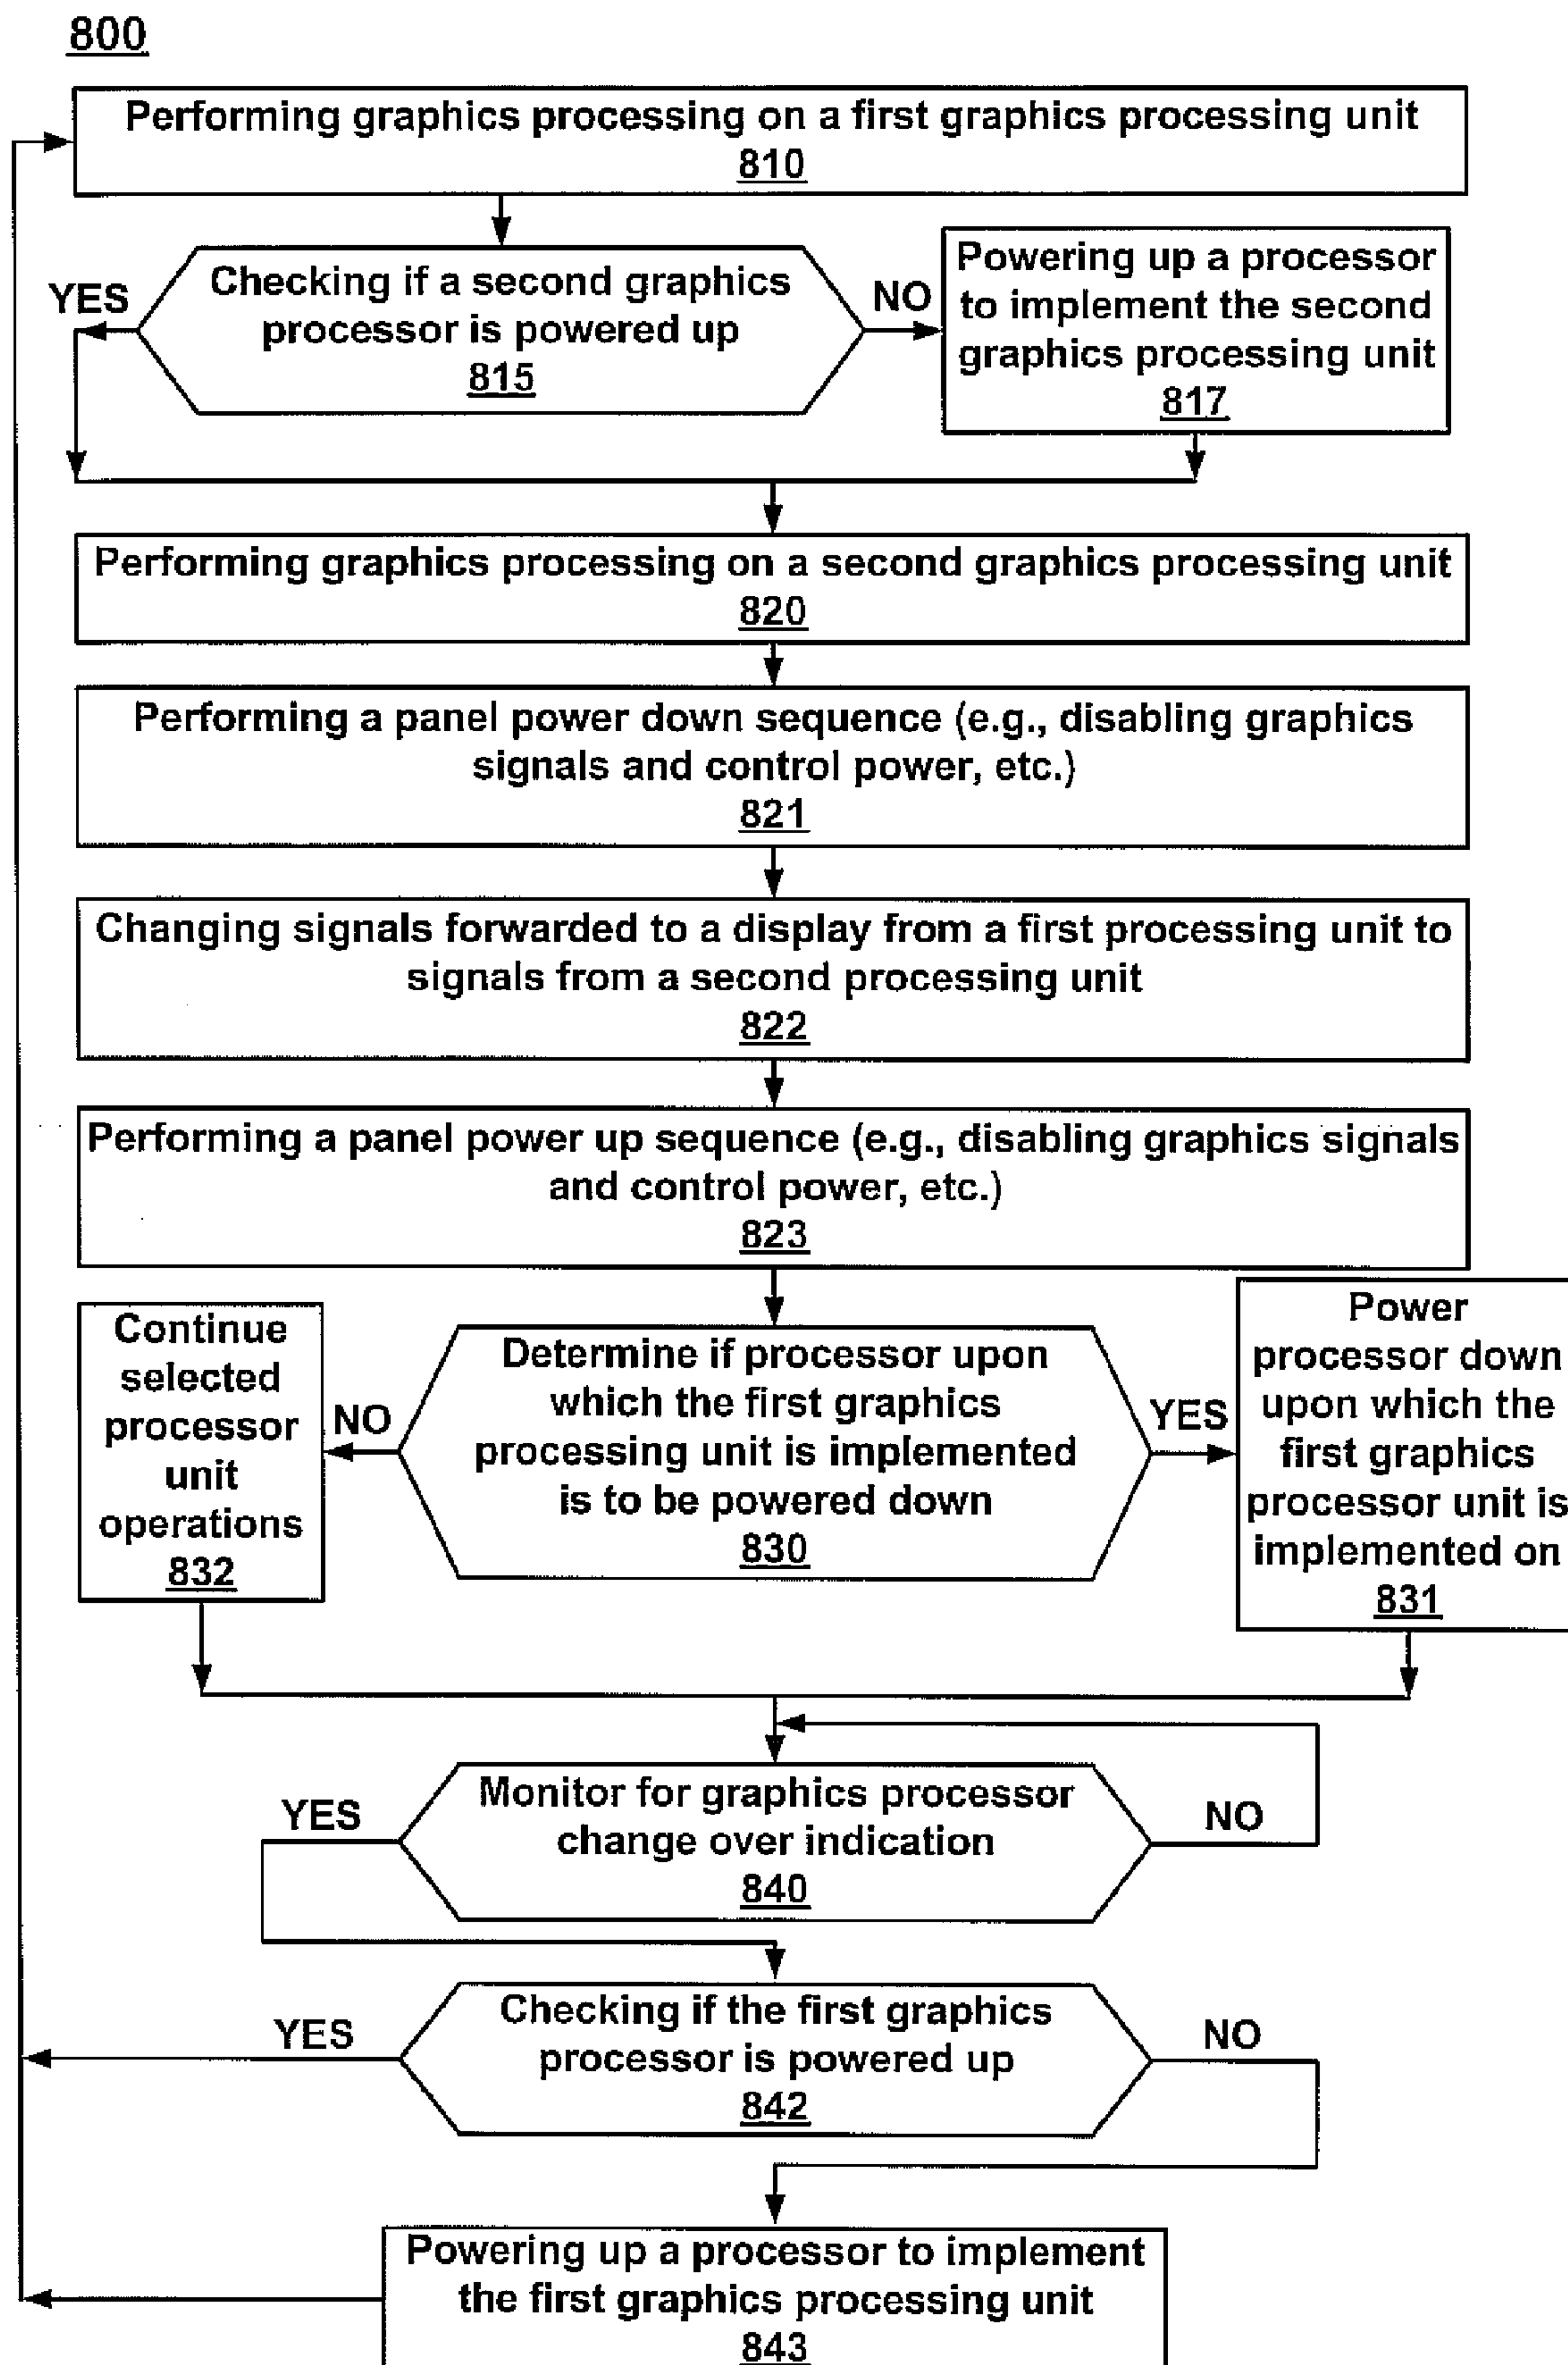 800
Performing graphics processing on a first graphics processing unit
810
Checking if a second graphics
processor is powered up
815
YES
NO
Powering up a processor
to implement the second
graphics processing unit
817
Performing graphics processing on a second graphics processing unit
820
Performing a panel power down sequence (e.g., disabling graphics
signals and control power, etc.)
821
Changing signals forwarded to a display from a first processing unit to
signals from a second processing unit
822
Performing a panel power up sequence (e.g., disabling graphics signals
and control power, etc.)
823
Continue
selected
processor
unit
operations
832
NO
Determine if processor upon
which the first graphics
processing unit is implemented
is to be powered down
830
YES
Power
processor down
upon which the
first graphics
processor unit is
implemented on
831
YES
Monitor for graphics processor
change over indication
840
NO
YES
Checking if the first graphics
processor is powered up
842
NO
Powering up a processor to implement
the first graphics processing unit
843